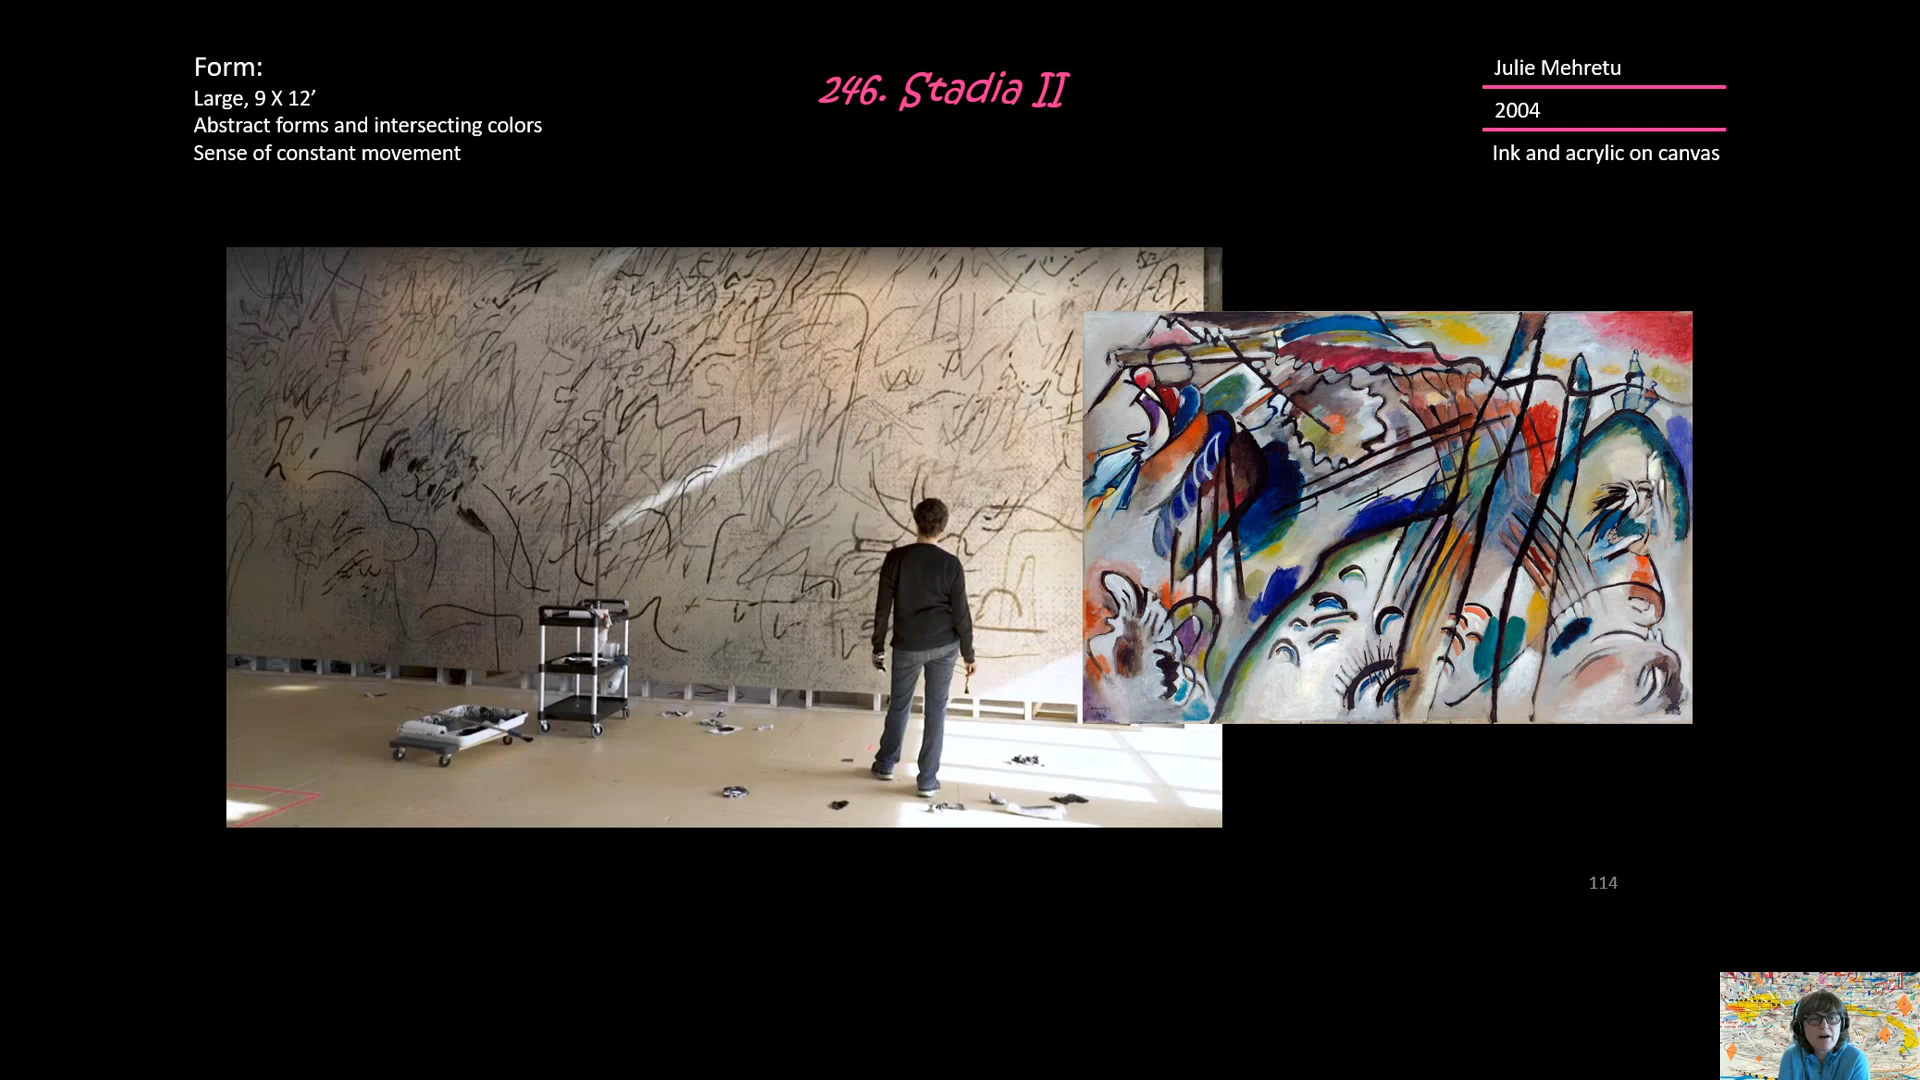 Form:
Large, 9 X 12’
Abstract forms and intersecting colors
Sense of constant movement
246. Stadia II
Julie Mehretu
2004
Ink and acrylic on canvas
114